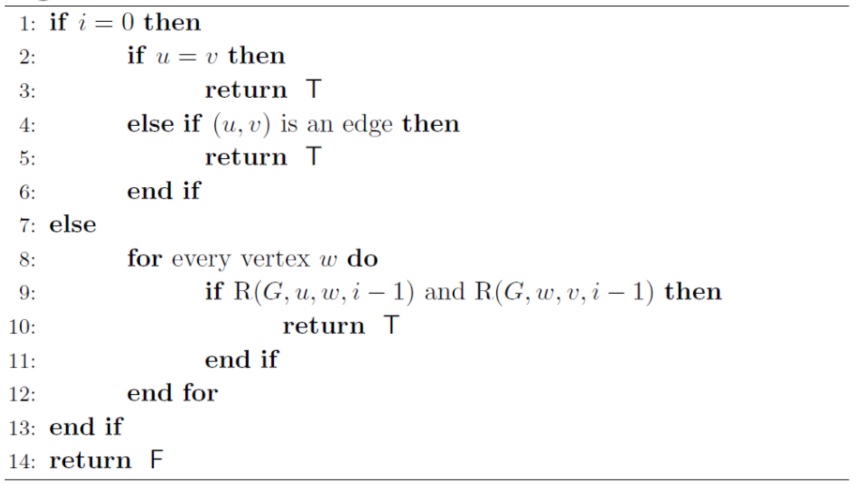 1: if i = 0 then
2: if u = v then
3: return T
4: else if (u, v) is an edge then
5: return T
6: end if
7: else
8: for every vertex w do
9: if R(G, u, w, i − 1) and R(G, w, v, i − 1) then
10: return T
11: end if
12: end for
13: end if
14: return F